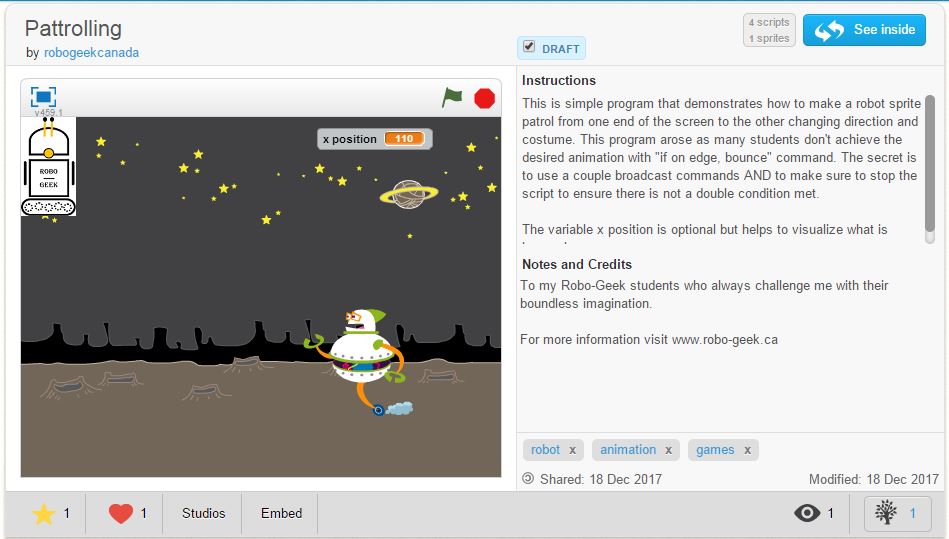 Pattrolling
by robogeekcanada
DRAFT
4 scripts
1 sprites
See inside
v459.1
ROBO
GEEK
x position 110
Instructions
This is simple program that demonstrates how to make a robot sprite
patrol from one end of the screen to the other changing direction and
costume. This program arose as many students don't achieve the
desired animation with "if on edge, bounce" command. The secret is
to use a couple broadcast commands AND to make sure to stop the
script to ensure there is not a double condition met.
The variable x position is optional but helps to visualize what is
Notes and Credits
To my Robo-Geek students who always challenge me with their
boundless imagination.
For more information visit www.robo-geek.ca
robot x animation x games x
Shared: 18 Dec 2017 Modified: 18 Dec 2017
1 1 Studios Embed 1 1